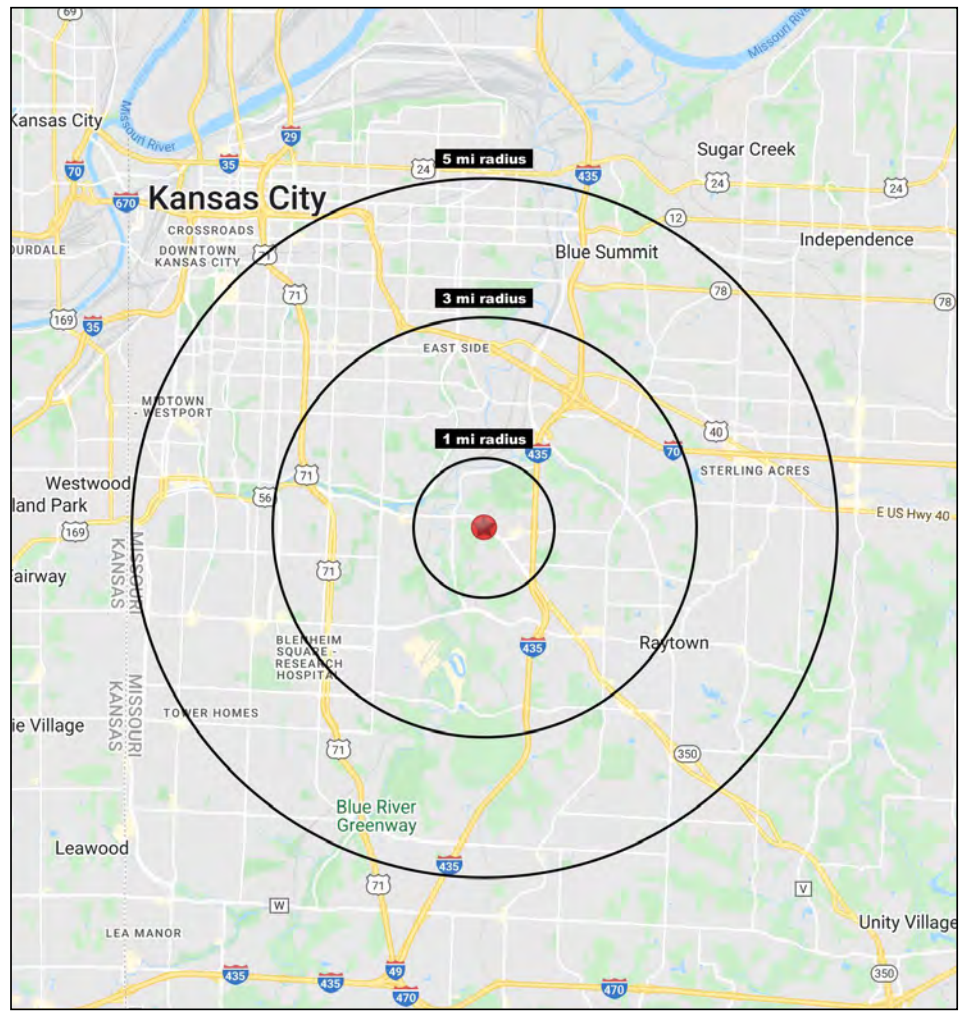 69
Kansas City
Missouri River
Missouri River
29
35
70
24
5 mi radius
435
Sugar Creek
24
24
670
Kansas City
CROSSROADS
12
DOWNTOWN
KANSAS CITY
71
Blue Summit
Independence
OURDALE
71
3 mi radius
78
78
169
35
EAST SIDE
MIDTOWN
- WESTPORT
1 mi radius
40
435
70
71
STERLING ACRES
Westwood
56
land Park
E US Hwy 40
169
MISSOURI
KANSAS
airway
71
BLENHEIM
SQUARE -
RESEARCH
HOSPITAL
435
Raytown
MISSOURI
KANSAS
TOWER HOMES
ie Village
71
350
Blue River
Greenway
Leawood
435
71
V
W
Unity Village
LEA MANOR
435
435
49
470
470
350